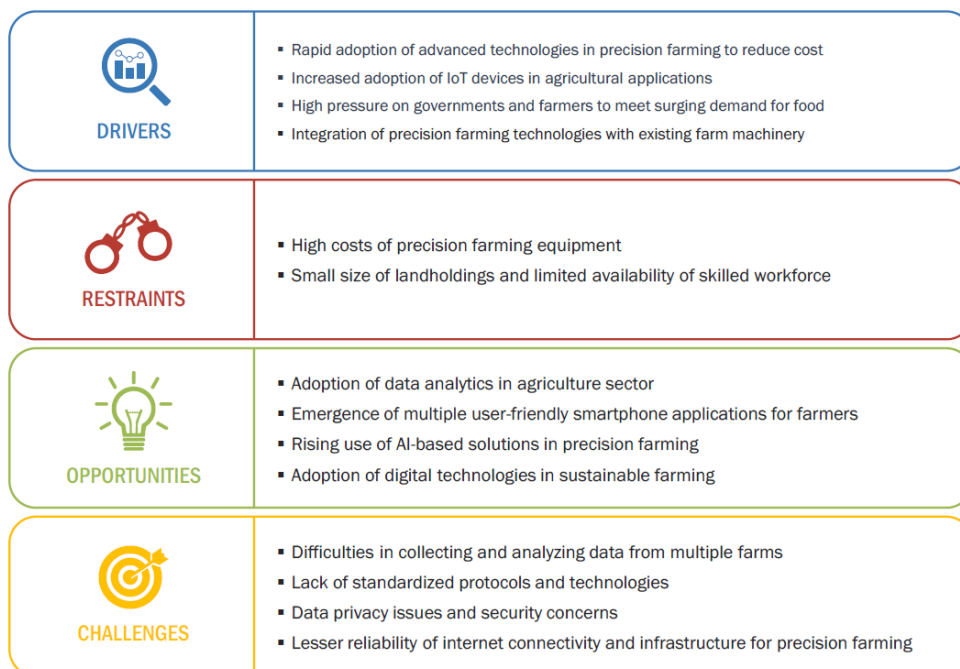 DRIVERS
▪ Rapid adoption of advanced technologies in precision farming to reduce cost
▪ Increased adoption of IoT devices in agricultural applications
▪ High pressure on governments and farmers to meet surging demand for food
▪ Integration of precision farming technologies with existing farm machinery
RESTRAINTS
▪ High costs of precision farming equipment
▪ Small size of landholdings and limited availability of skilled workforce
OPPORTUNITIES
▪ Adoption of data analytics in agriculture sector
▪ Emergence of multiple user-friendly smartphone applications for farmers
▪ Rising use of AI-based solutions in precision farming
▪ Adoption of digital technologies in sustainable farming
CHALLENGES
▪ Difficulties in collecting and analyzing data from multiple farms
▪ Lack of standardized protocols and technologies
▪ Data privacy issues and security concerns
▪ Lesser reliability of internet connectivity and infrastructure for precision farming